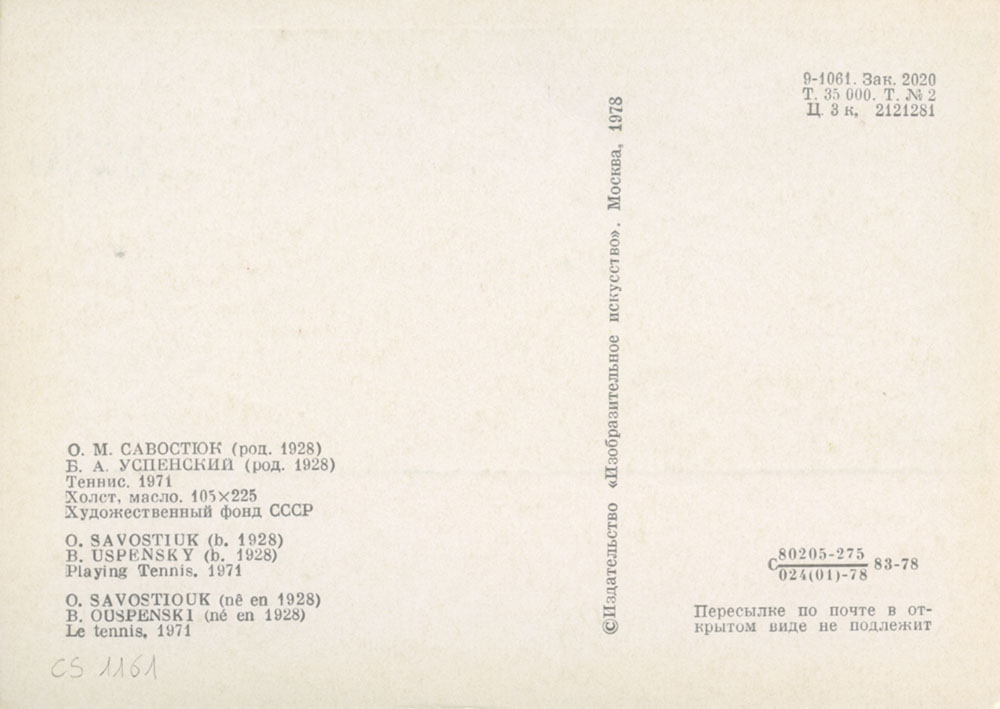 9-1061. Зак. 2020
Т. 35 000. Т. № 2
Ц. 3 к. 2121281
©Издательство «Изобразительное искусство». Москва, 1978
О. М. САВОСТЮК (род. 1928)
Б. А. УСПЕНСКИЙ (род. 1928)
Теннис. 1971
Холст, масло. 105×225
Художественный фонд СССР
O. SAVOSTIUK (b. 1928)
B. USPENSKY (b. 1928)
Playing Tennis. 1971
O. SAVOSTIOUK (nê en 1928)
B. OUSPENSKI (né en 1928)
Le tennis, 1971
С 80205-275 83-78
024(01)-78
Пересылке по почте в от-
крытом виде не подлежит
CS 1161